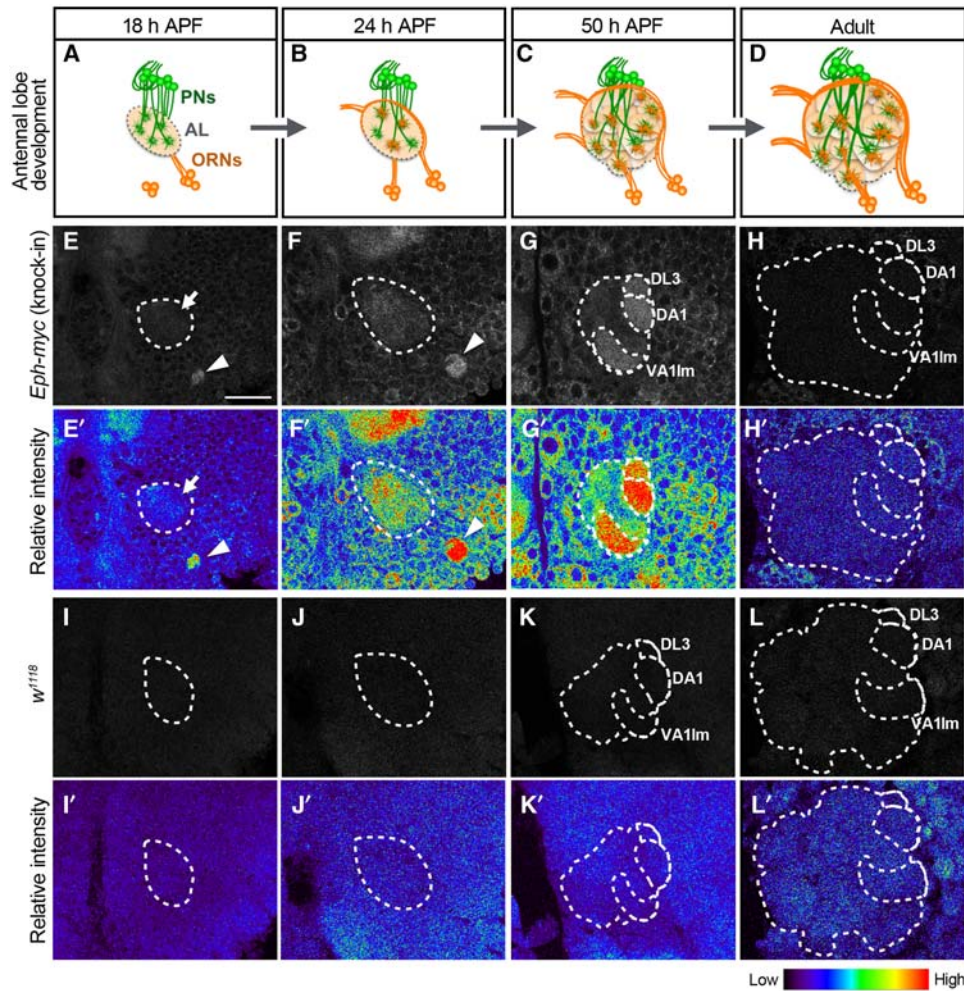 18 h APF
24 h APF
50 h APF
Adult
Antennal lobe
development
A
PNs
AL
ORNs
B
C
D
Eph-myc (knock-in)
E
F
G
DL3
DA1
VA1lm
H
DL3
DA1
VA1lm
Relative intensity
E′
F′
G′
H′
w1118
I
J
K
DL3
DA1
VA1lm
L
DL3
DA1
VA1lm
Relative intensity
I′
J′
K′
L′
Low
High